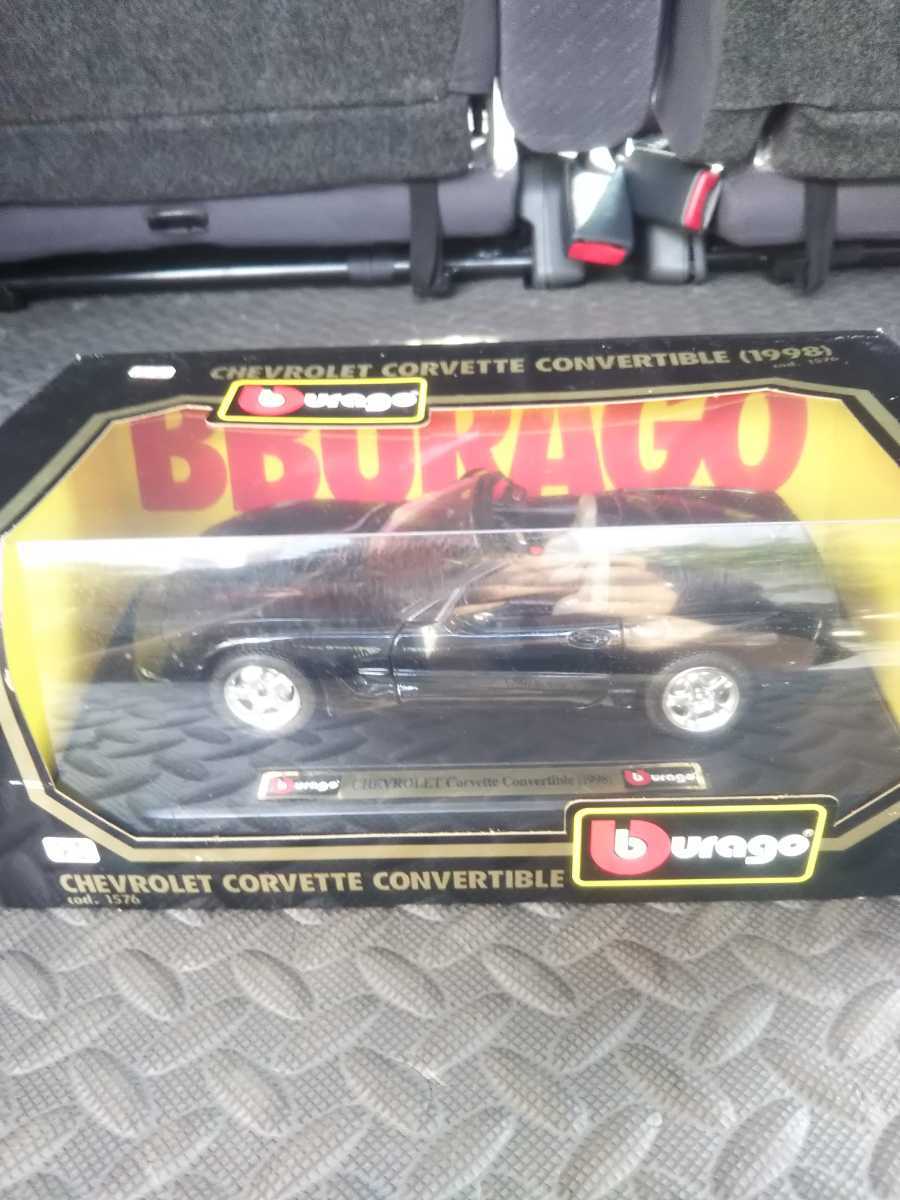 CHEVROLET CORVETTE CONVERTIBLE (1998)
cod. 1576
burago®
BBURAGO
burago® CHEVROLET Corvette Convertible (1998) burago®
burago®
CHEVROLET CORVETTE CONVERTIBLE
cod. 1576